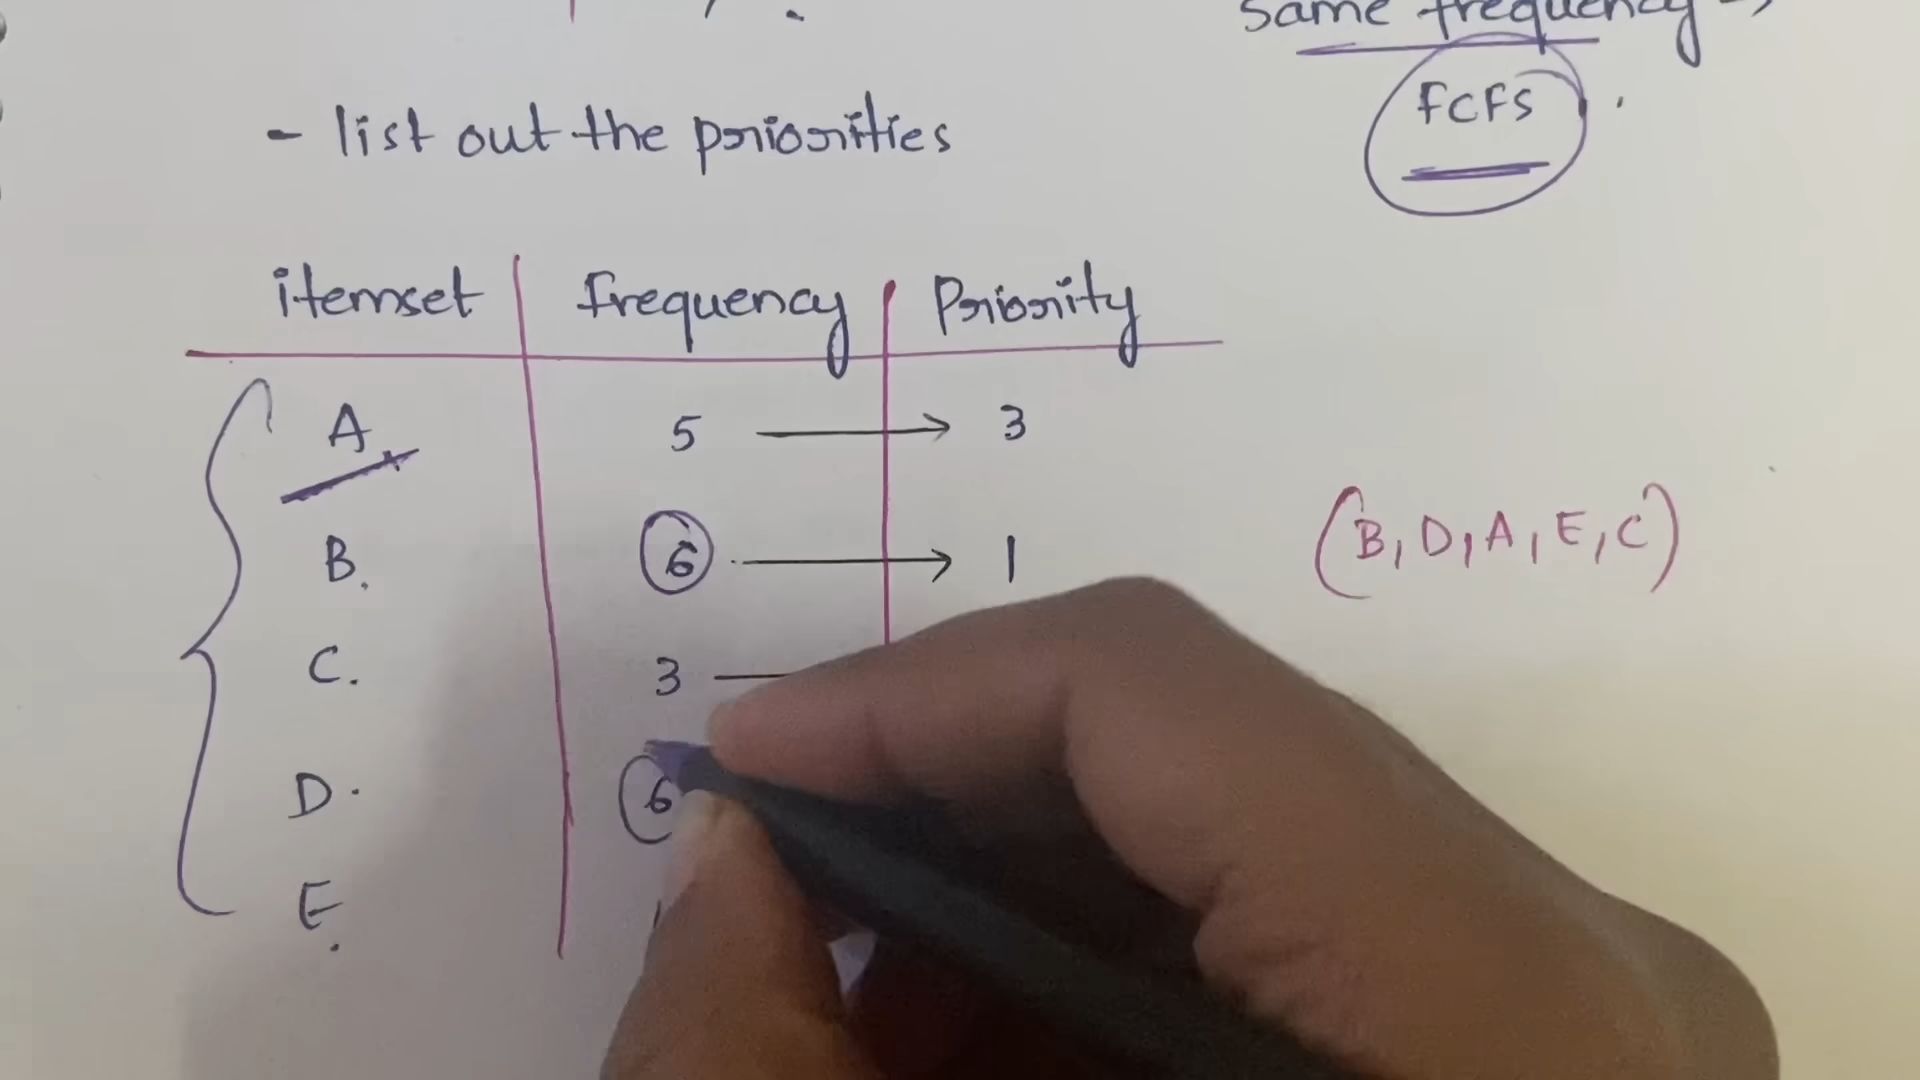 same frequency →
FCFS .
- list out the priorities
itemset frequency Priority
A 5 → 3
B. 6 → 1
(B, D, A, E, C)
C. 3
D. 6
E.